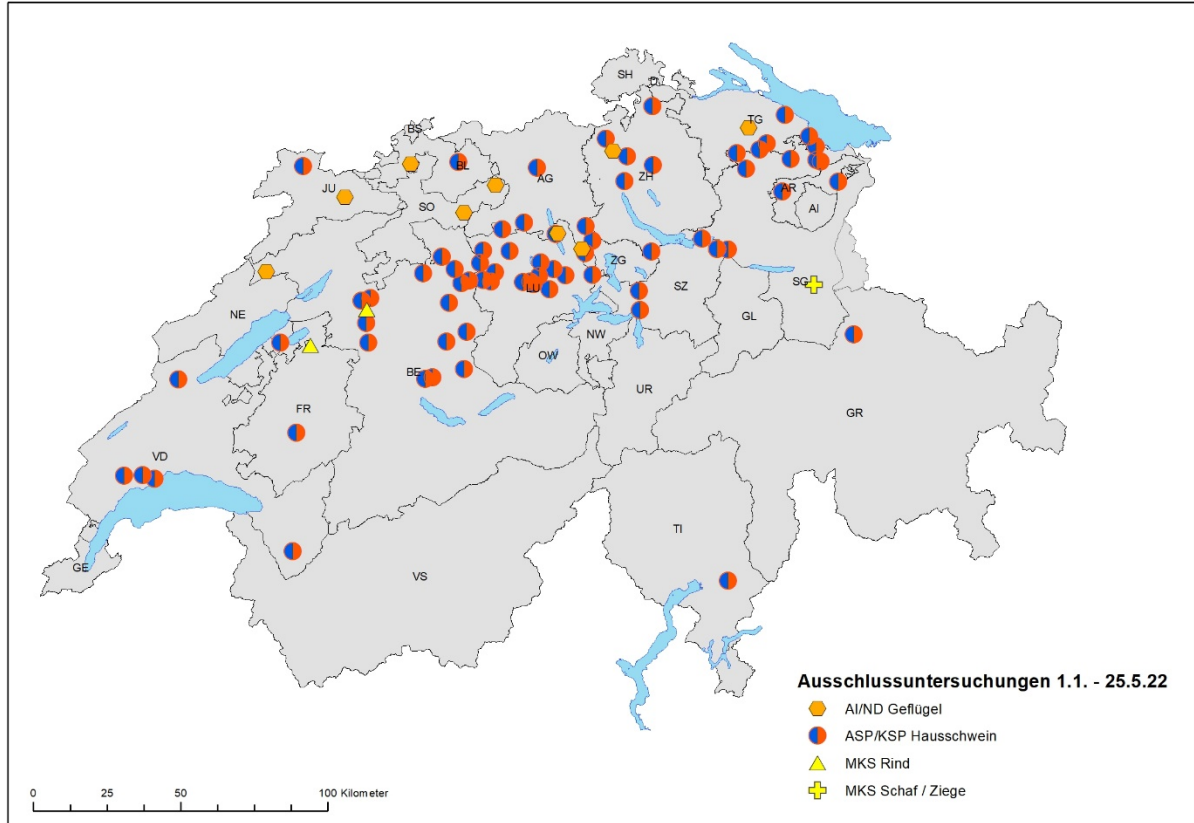 SH
D
BS
TG
BL
AG
ZH
JU
AR
AI
SO
ZG
SG
LU
SZ
NE
GL
NW
OW
BE
UR
FR
GR
VD
TI
GE
VS
Ausschlussuntersuchungen 1.1. - 25.5.22
AI/ND Geflügel
ASP/KSP Hausschwein
MKS Rind
MKS Schaf / Ziege
0 25 50 100 Kilometer